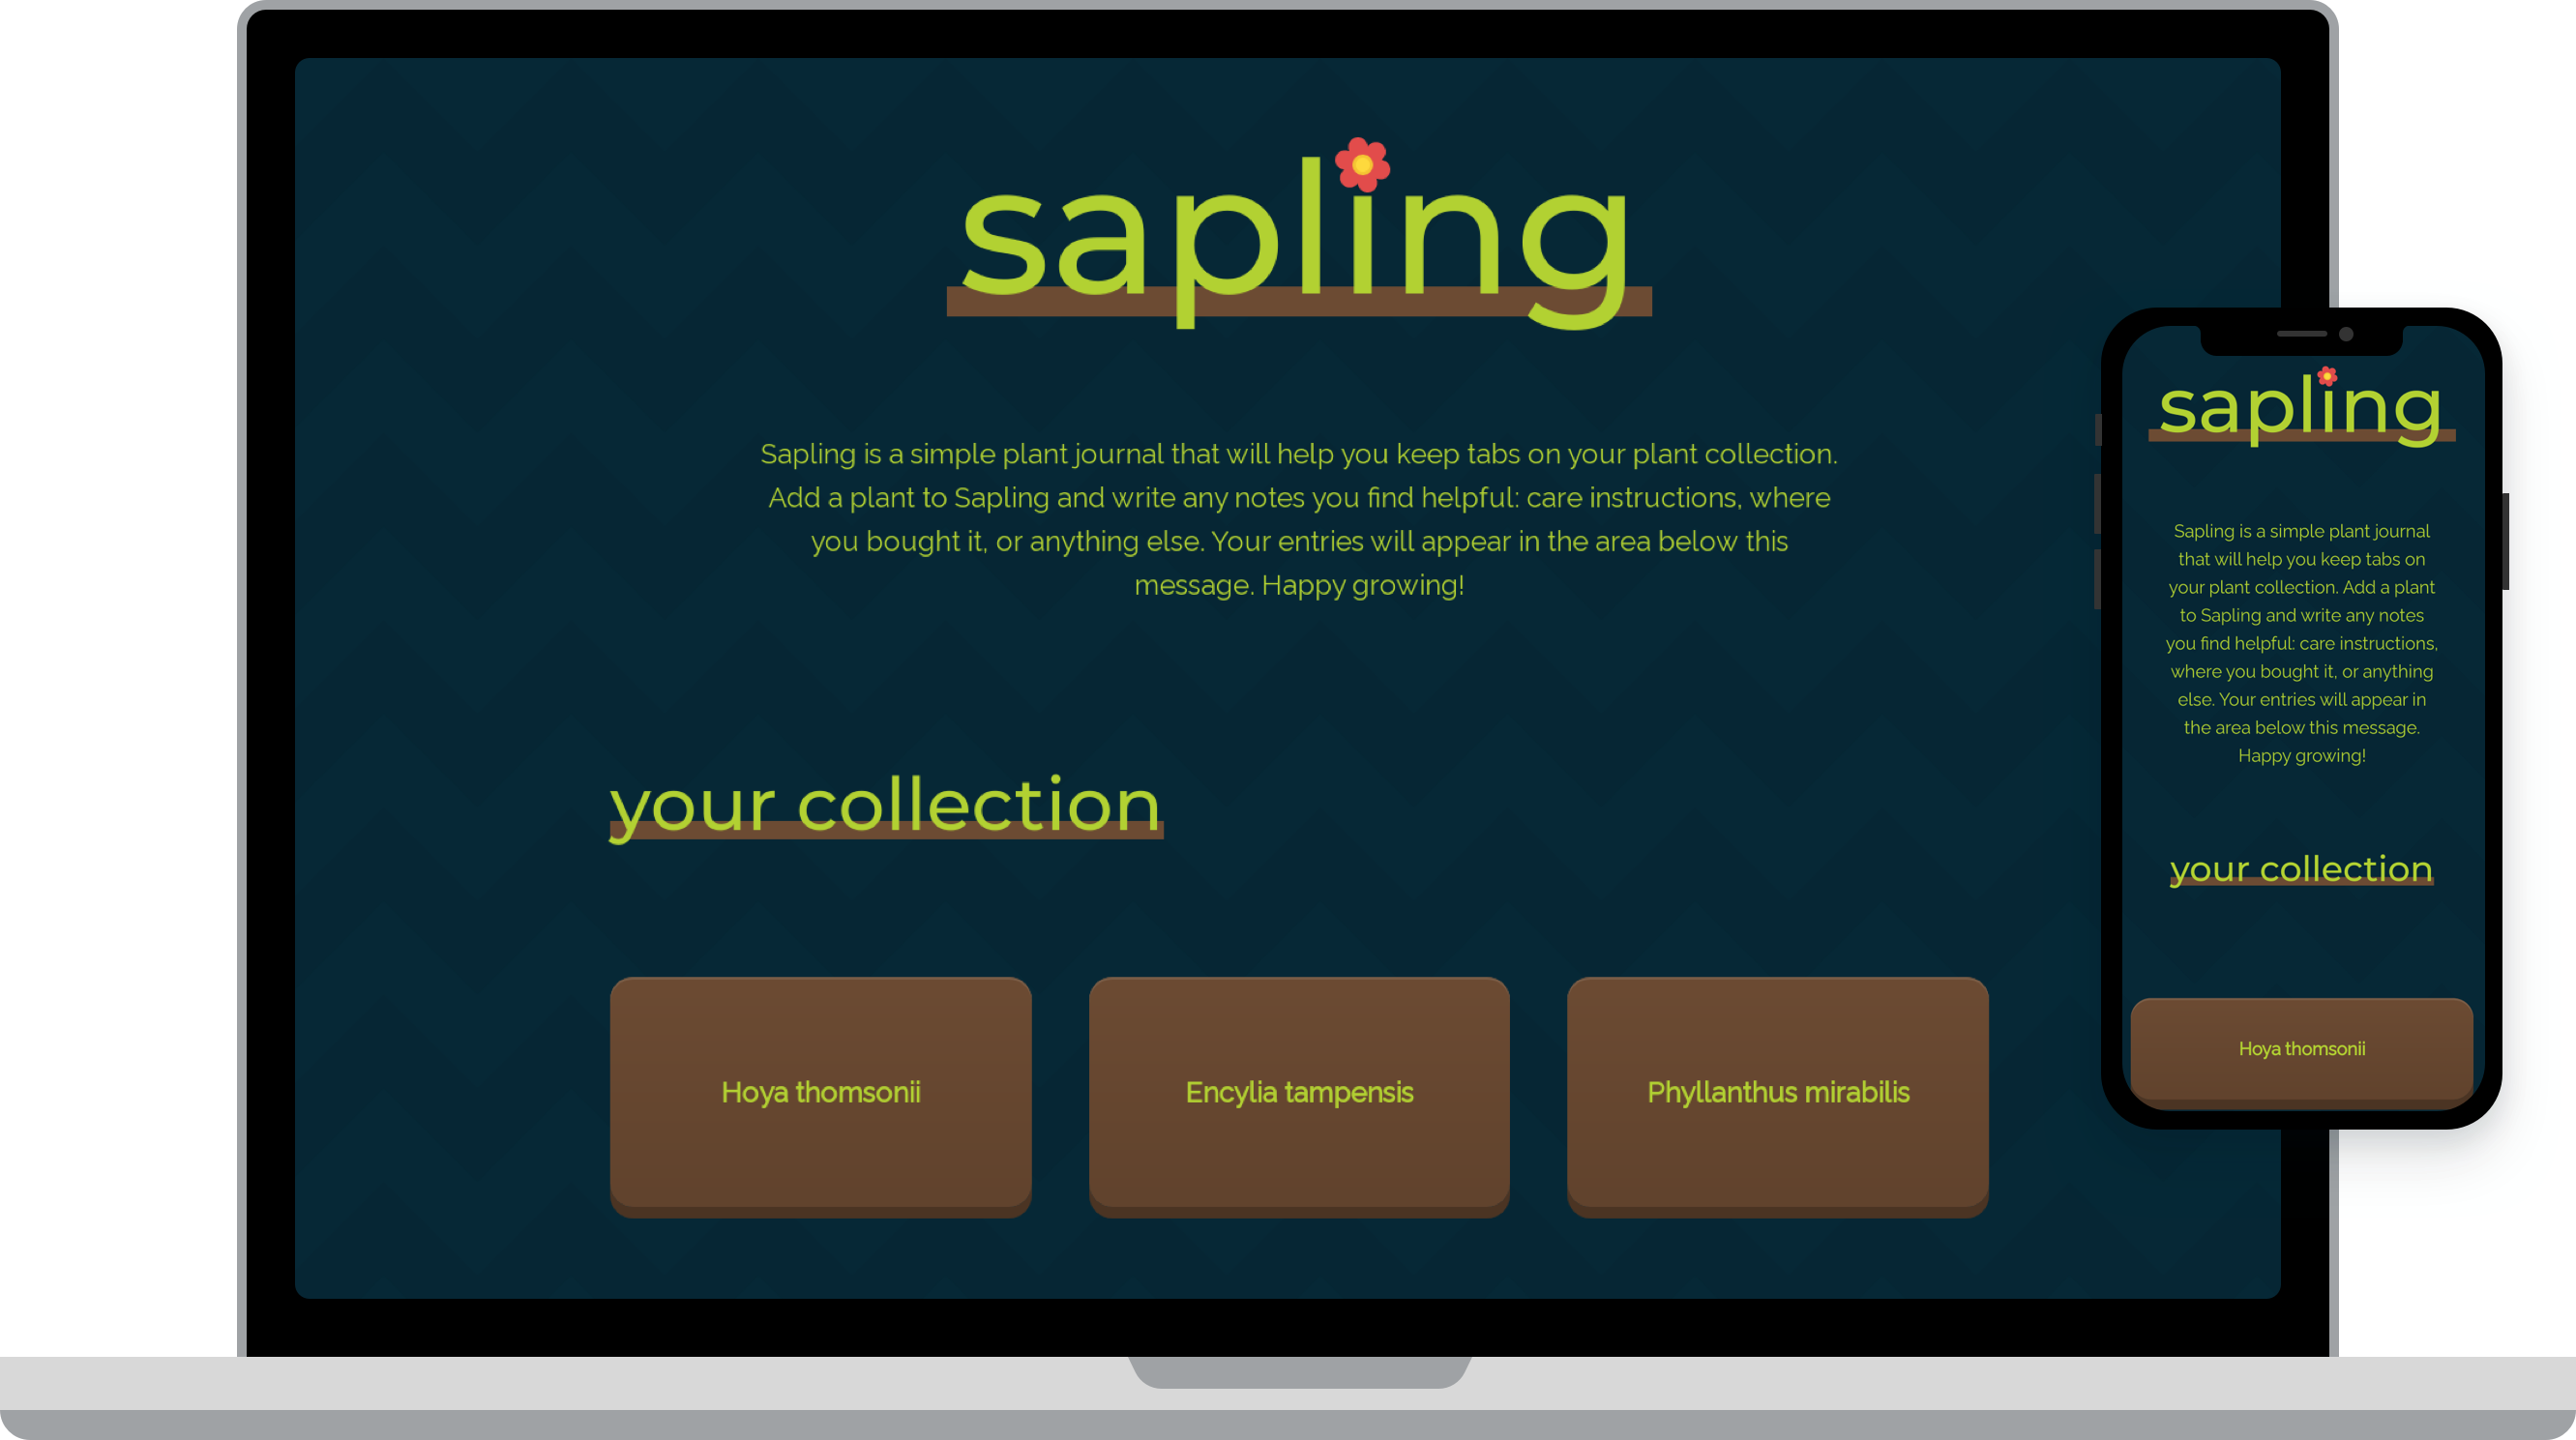 sapling
Sapling is a simple plant journal that will help you keep tabs on your plant collection.
Add a plant to Sapling and write any notes you find helpful: care instructions, where
you bought it, or anything else. Your entries will appear in the area below this
message. Happy growing!
your collection
Hoya thomsonii
Encylia tampensis
Phyllanthus mirabilis
sapling
Sapling is a simple plant journal
that will help you keep tabs on
your plant collection. Add a plant
to Sapling and write any notes
you find helpful: care instructions,
where you bought it, or anything
else. Your entries will appear in
the area below this message.
Happy growing!
your collection
Hoya thomsonii